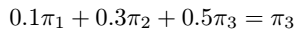 0.1π₁ + 0.3π₂ + 0.5π₃ = π₃